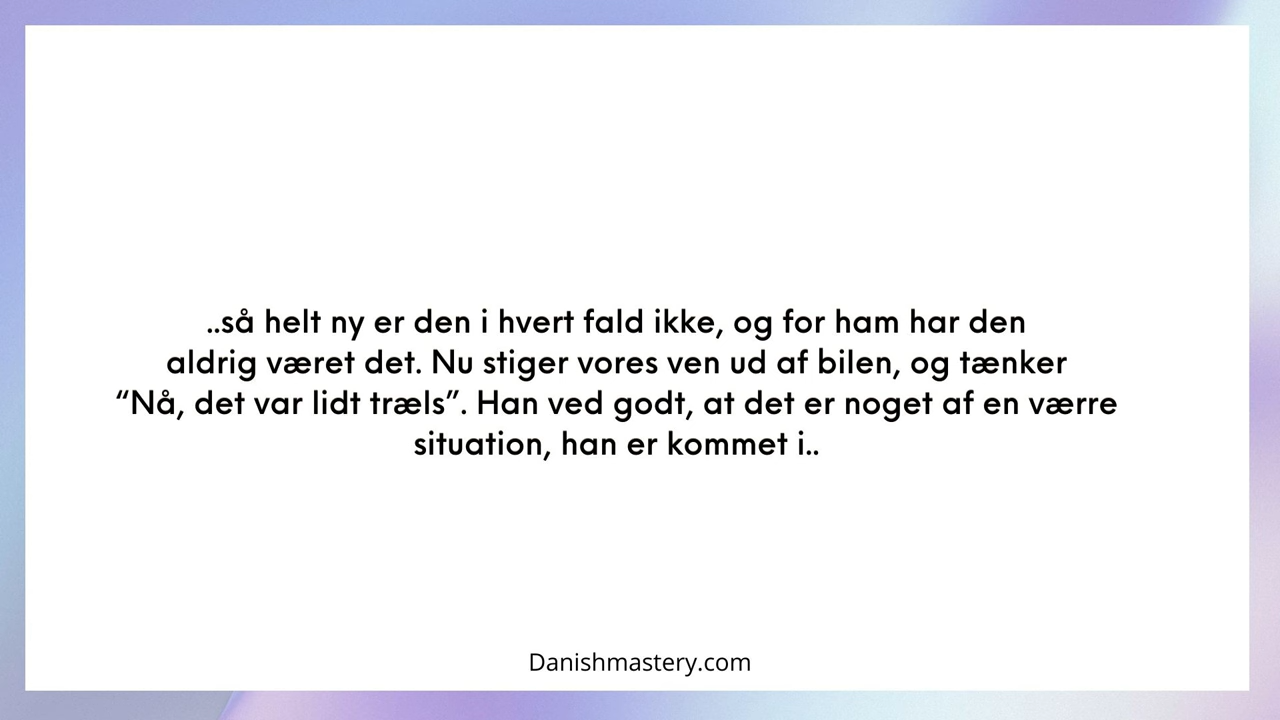 ..så helt ny er den i hvert fald ikke, og for ham har den
aldrig været det. Nu stiger vores ven ud af bilen, og tænker
“Nå, det var lidt træls”. Han ved godt, at det er noget af en værre
situation, han er kommet i..
Danishmastery.com